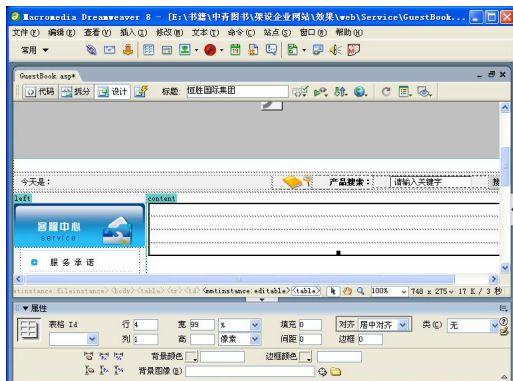 Macromedia Dreamweaver 8 - [E:\书籍\中青图书\架设企业网站\效果\web\Service\GuestBook...
文件(F) 编辑(E) 查看(V) 插入(I) 修改(M) 文本(T) 命令(C) 站点(S) 窗口(W) 帮助(H)
常用
GuestBook.asp*
代码 拆分 设计 标题: 恒胜国际集团
今天是: 产品搜索: 请输入关键字 搜
left content
客服中心
service
服务承诺
mtinstance:fileinstance> <body> <table> <tr> <td> <mmtinstance:editable> <table> 100% 748 x 275 17 K / 3 秒
属性
表格 Id 行 4 宽 99 % 填充 0 对齐 居中对齐 类(C) 无
列 1 高 像素 间距 0 边框 0
背景颜色 边框颜色
背景图像(B)